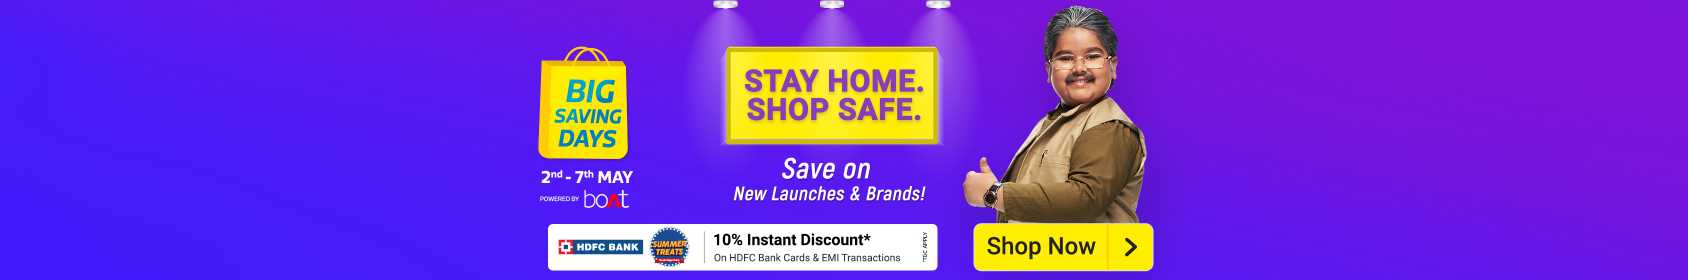 BIG
SAVING
DAYS
2nd - 7th MAY
POWERED BY boAt
STAY HOME.
SHOP SAFE.
Save on
New Launches & Brands!
HDFC BANK
SUMMER
TREATS
10% Instant Discount*
On HDFC Bank Cards & EMI Transactions
*T&C APPLY
Shop Now